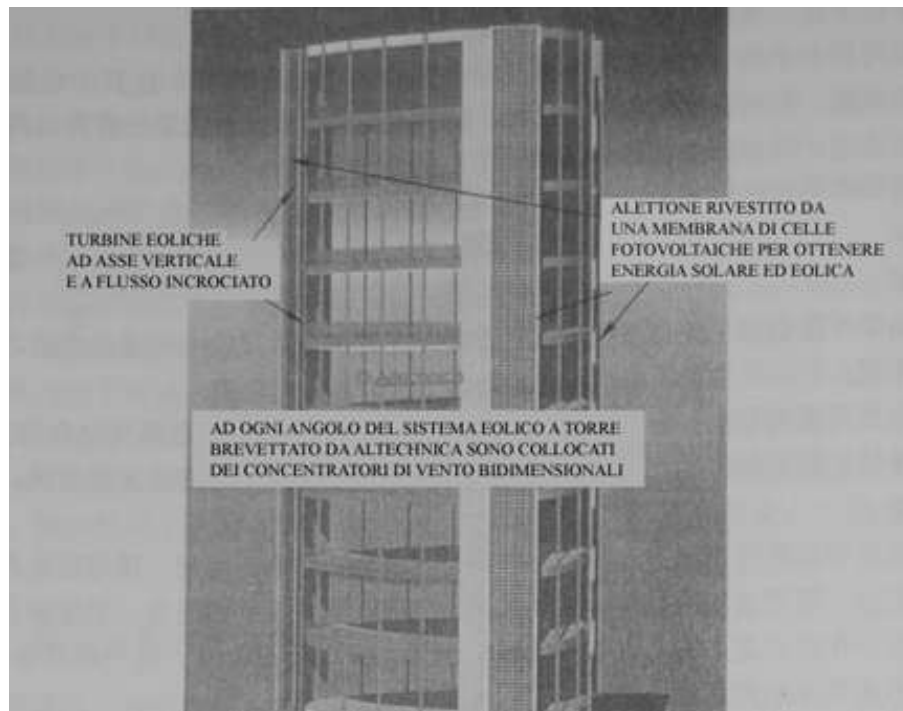 TURBINE EOLICHE
AD ASSE VERTICALE
E A FLUSSO INCROCIATO
ALETTONE RIVESTITO DA
UNA MEMBRANA DI CELLE
FOTOVOLTAICHE PER OTTENERE
ENERGIA SOLARE ED EOLICA
AD OGNI ANGOLO DEL SISTEMA EOLICO A TORRE
BREVETTATO DA ALTECHNICA SONO COLLOCATI
DEI CONCENTRATORI DI VENTO BIDIMENSIONALI